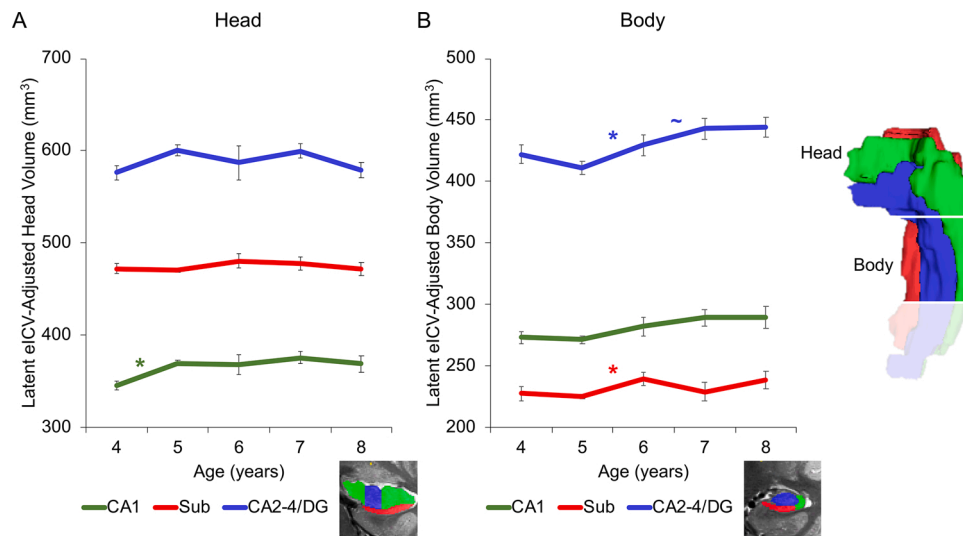 A
Head
Latent eICV-Adjusted Head Volume (mm³)
700
600
500
400
300
*
4 5 6 7 8
Age (years)
CA1 Sub CA2-4/DG
B
Body
Latent eICV-Adjusted Body Volume (mm³)
500
450
400
350
300
250
200
* ~
*
4 5 6 7 8
Age (years)
CA1 Sub CA2-4/DG
Head
Body